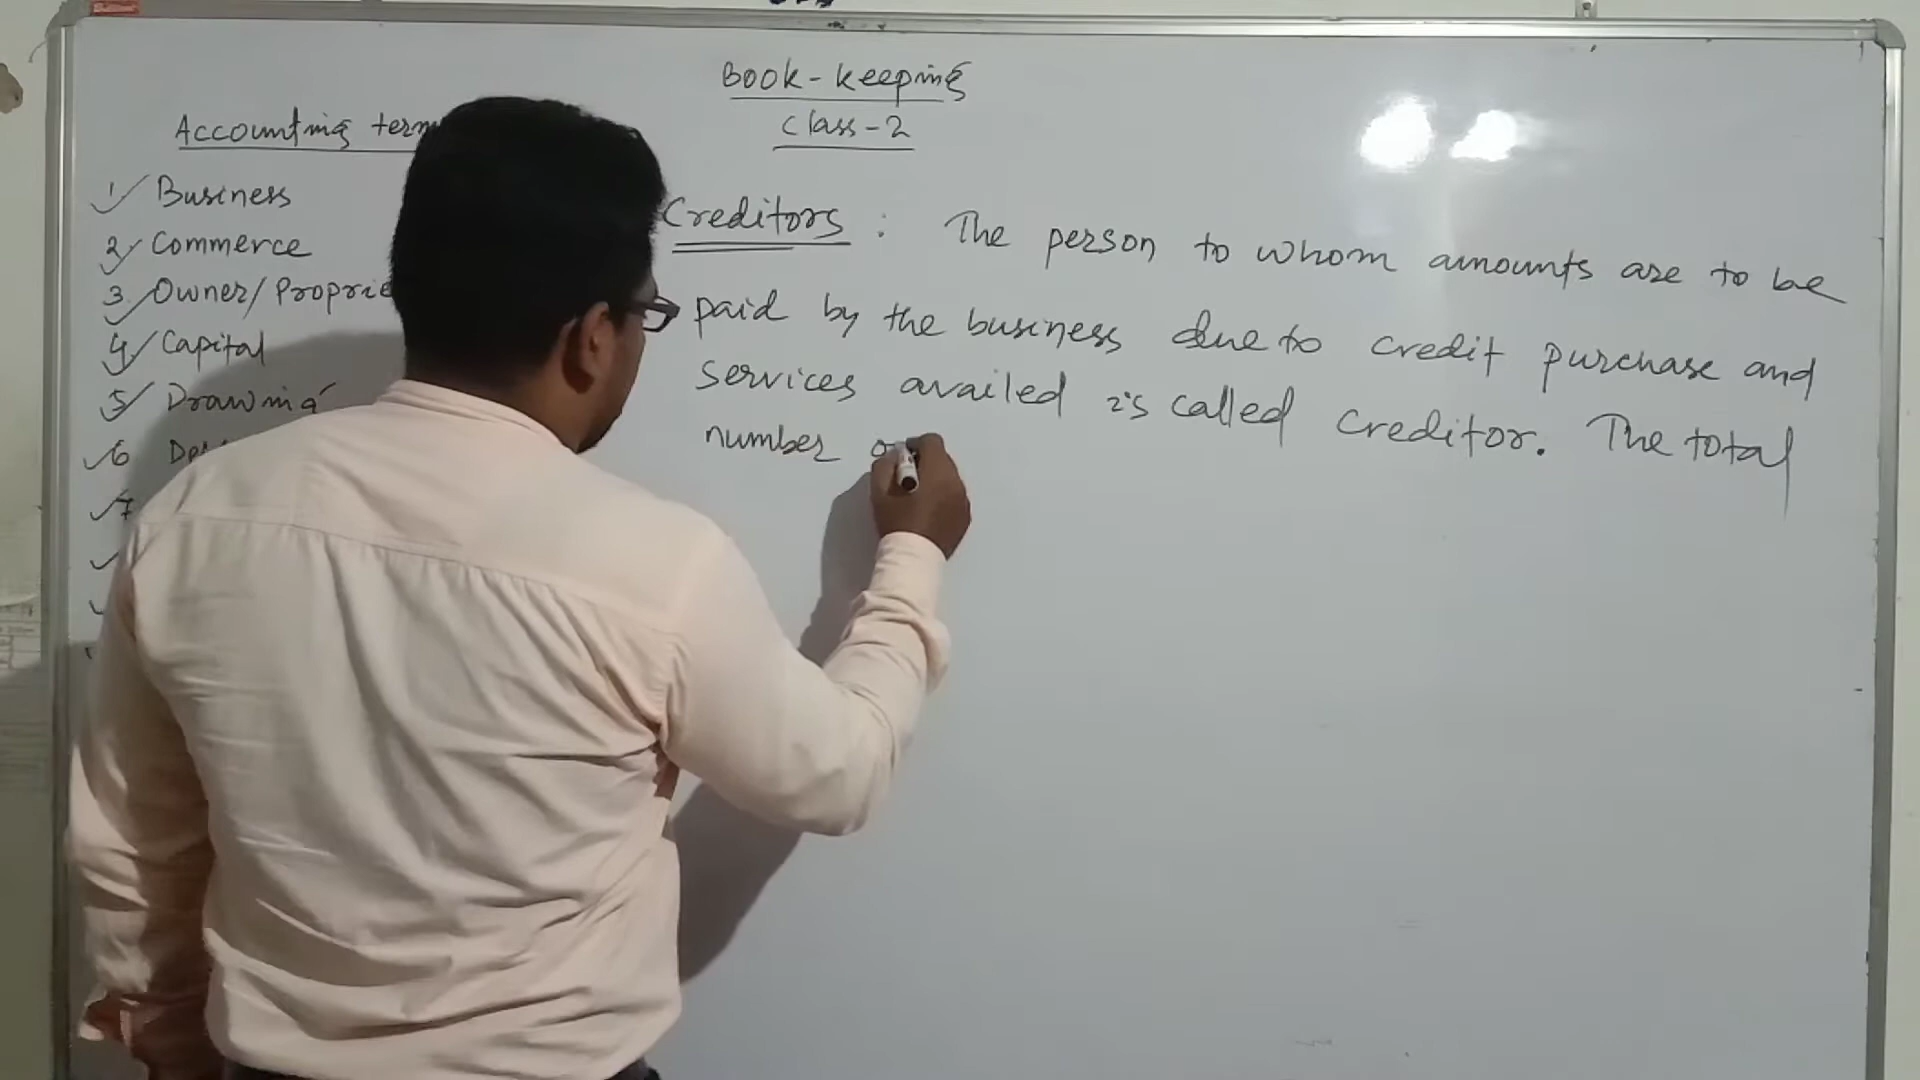 Book-keeping
Class-2
Accounting term
1 Business
2 Commerce
3. Owner/Proprie
4 Capital
5 Drawing
6
7
Creditors : The person to whom amounts are to be
paid by the business due to credit purchase and
services availed is called creditor. The total
number